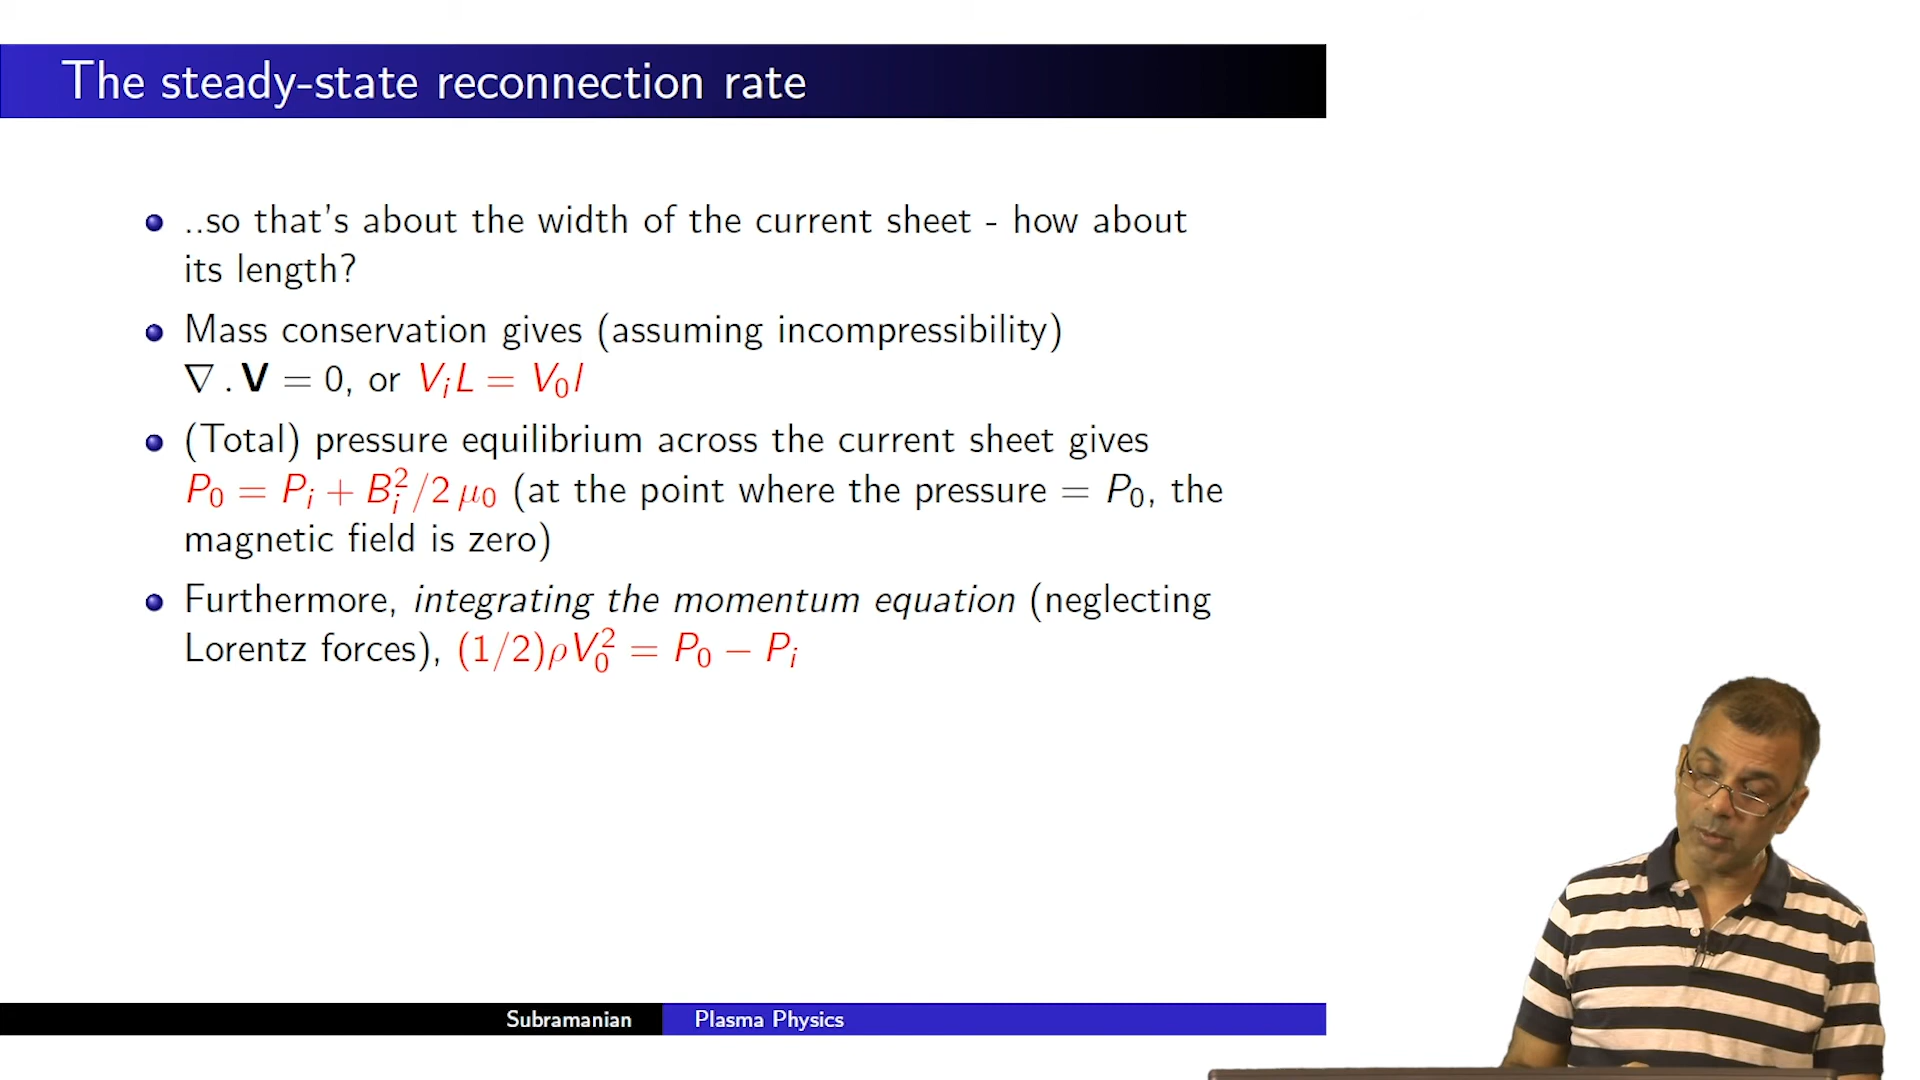 The steady-state reconnection rate
..so that's about the width of the current sheet - how about
its length?
Mass conservation gives (assuming incompressibility)
∇ . V = 0, or V_i L = V_0 l
(Total) pressure equilibrium across the current sheet gives
P_0 = P_i + B_i^2/2 μ_0 (at the point where the pressure = P_0, the
magnetic field is zero)
Furthermore, integrating the momentum equation (neglecting
Lorentz forces), (1/2)ρV_0^2 = P_0 − P_i
Subramanian
Plasma Physics